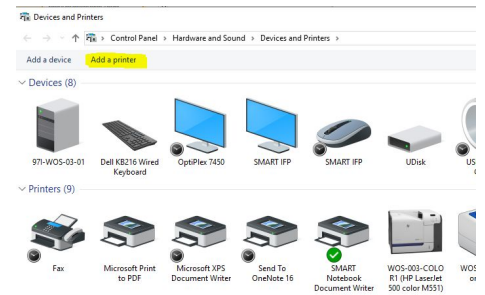 Devices and Printers
Control Panel > Hardware and Sound > Devices and Printers >
Add a device Add a printer
Devices (8)
97I-WOS-03-01 Dell KB216 Wired OptiPlex 7450 SMART IFP SMART IFP UDisk
Keyboard
Printers (9)
Fax Microsoft Print Microsoft XPS Send To SMART WOS-003-COLO WOS
to PDF Document Writer OneNote 16 Notebook R1 (HP LaserJet
Document Writer 500 color M551)